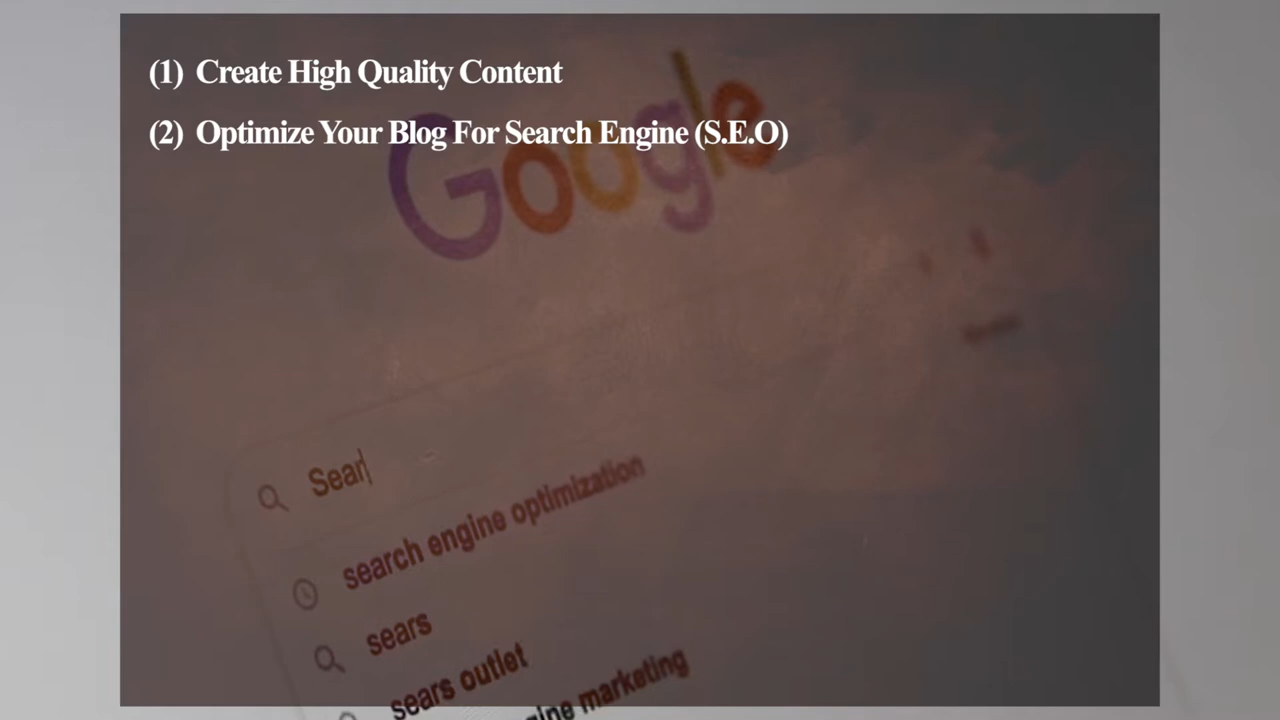 (1) Create High Quality Content
(2) Optimize Your Blog For Search Engine (S.E.O)
Google
Sear
search engine optimization
sears
sears outlet
marketing